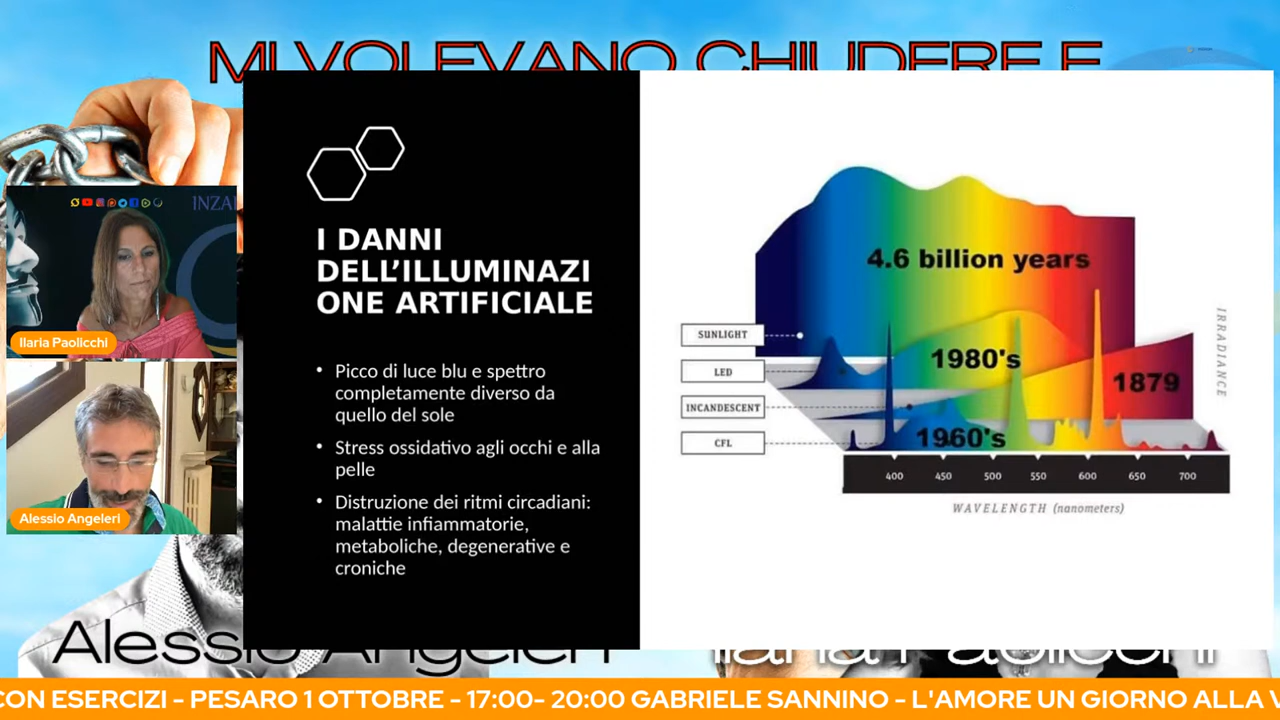 MI VOLEVANO CHIUDERE E
INZA
I DANNI
DELL'ILLUMINAZI
ONE ARTIFICIALE
• Picco di luce blu e spettro
completamente diverso da
quello del sole
• Stress ossidativo agli occhi e alla
pelle
• Distruzione dei ritmi circadiani:
malattie infiammatorie,
metaboliche, degenerative e
croniche
4.6 billion years
1980's
1879
1960's
SUNLIGHT
LED
INCANDESCENT
CFL
IRRADIANCE
400 450 500 550 600 650 700
WAVELENGTH (nanometers)
Ilaria Paolicchi
Alessio Angeleri
Alessio Angeleri
Ilaria Paolicchi
CON ESERCIZI - PESARO 1 OTTOBRE - 17:00- 20:00 GABRIELE SANNINO - L'AMORE UN GIORNO ALLA V